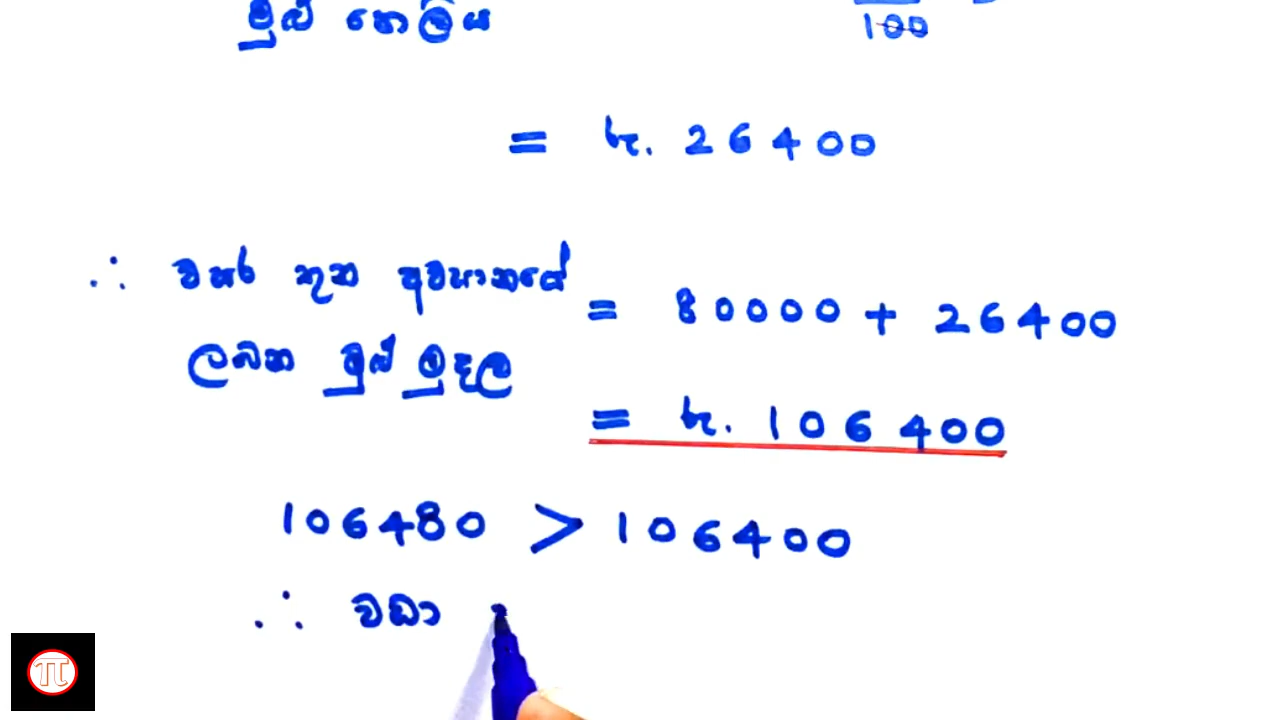 මුළු පොලිය
100
= රු. 26400
∴ වසර තුන අවසානයේ
ලබන මුළු මුදල
= 80000 + 26400
= රු. 106400
106480 > 106400
∴ වඩා
π